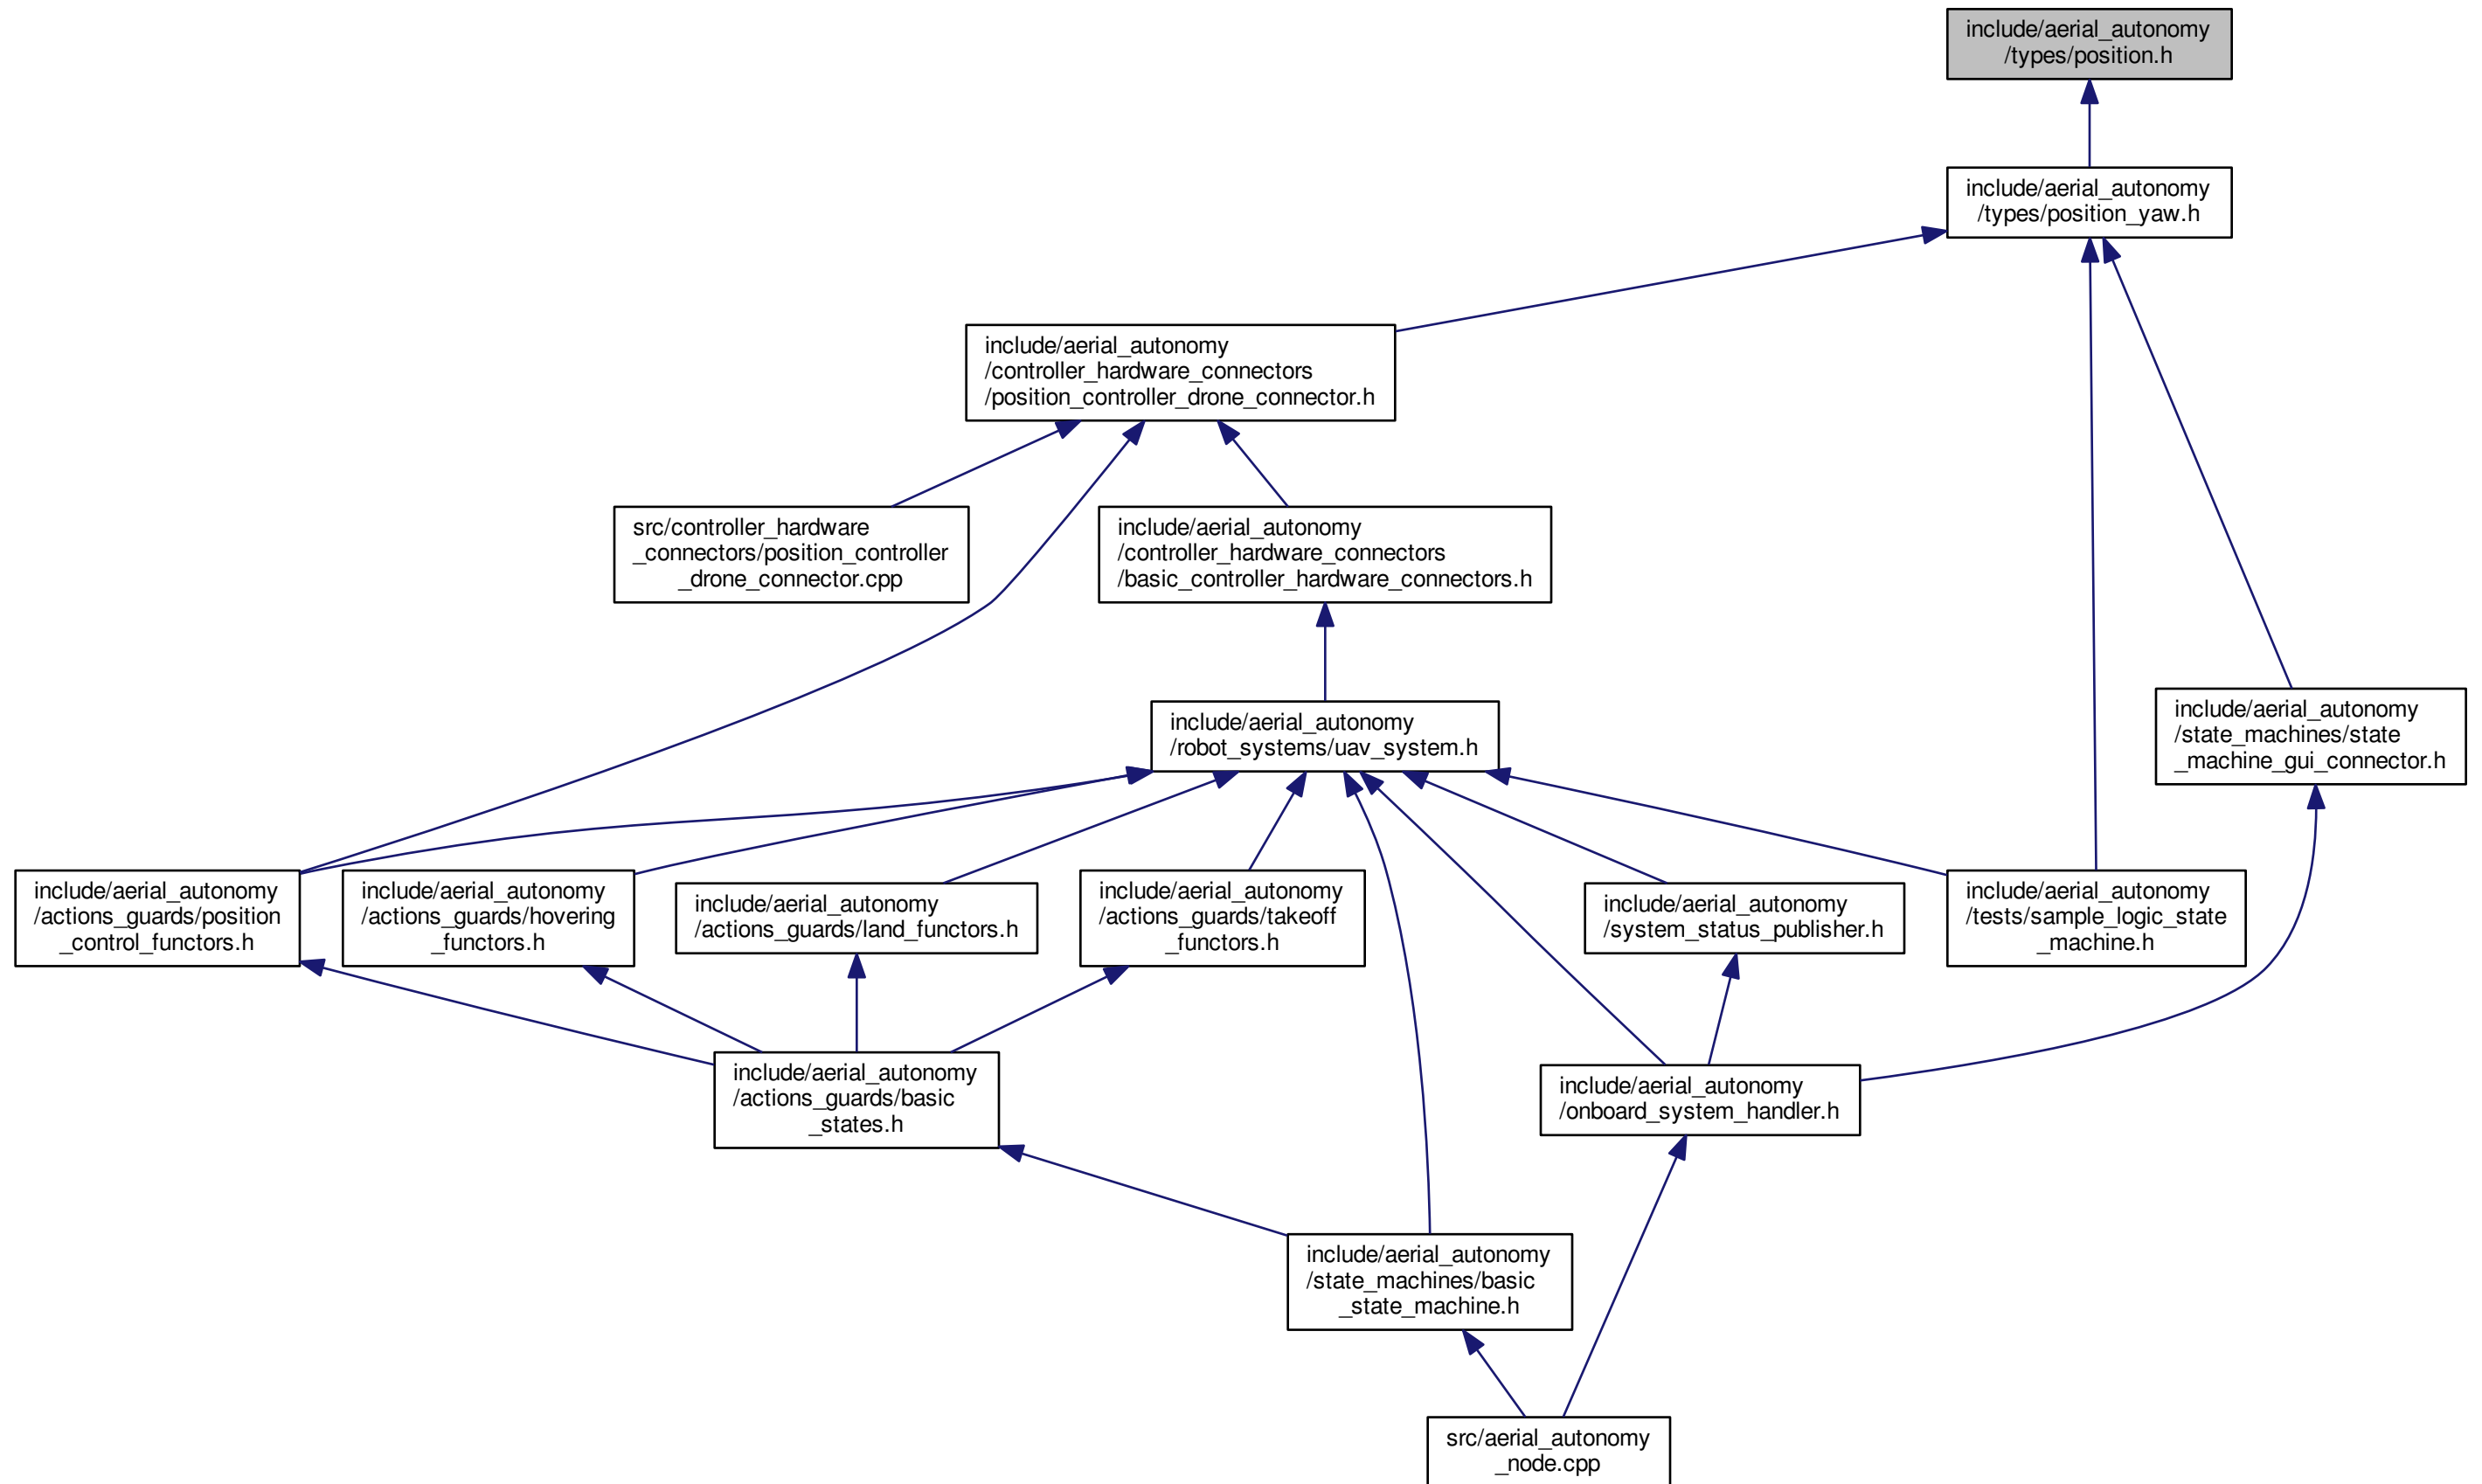 include/aerial_autonomy
/types/position.h
include/aerial_autonomy
/types/position_yaw.h
include/aerial_autonomy
/controller_hardware_connectors
/position_controller_drone_connector.h
src/controller_hardware
_connectors/position_controller
_drone_connector.cpp
include/aerial_autonomy
/controller_hardware_connectors
/basic_controller_hardware_connectors.h
include/aerial_autonomy
/robot_systems/uav_system.h
include/aerial_autonomy
/state_machines/state
_machine_gui_connector.h
include/aerial_autonomy
/actions_guards/position
_control_functors.h
include/aerial_autonomy
/actions_guards/hovering
_functors.h
include/aerial_autonomy
/actions_guards/land_functors.h
include/aerial_autonomy
/actions_guards/takeoff
_functors.h
include/aerial_autonomy
/system_status_publisher.h
include/aerial_autonomy
/tests/sample_logic_state
_machine.h
include/aerial_autonomy
/actions_guards/basic
_states.h
include/aerial_autonomy
/onboard_system_handler.h
include/aerial_autonomy
/state_machines/basic
_state_machine.h
src/aerial_autonomy
_node.cpp